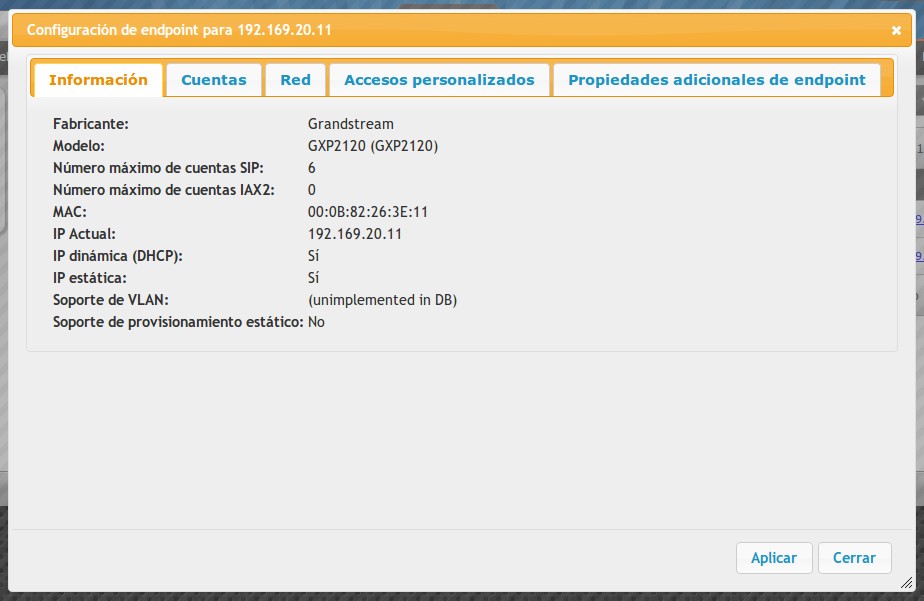 Configuración de endpoint para 192.169.20.11
Información Cuentas Red Accesos personalizados Propiedades adicionales de endpoint
Fabricante: Grandstream
Modelo: GXP2120 (GXP2120)
Número máximo de cuentas SIP: 6
Número máximo de cuentas IAX2: 0
MAC: 00:0B:82:26:3E:11
IP Actual: 192.169.20.11
IP dinámica (DHCP): Sí
IP estática: Sí
Soporte de VLAN: (unimplemented in DB)
Soporte de provisionamiento estático: No
Aplicar Cerrar